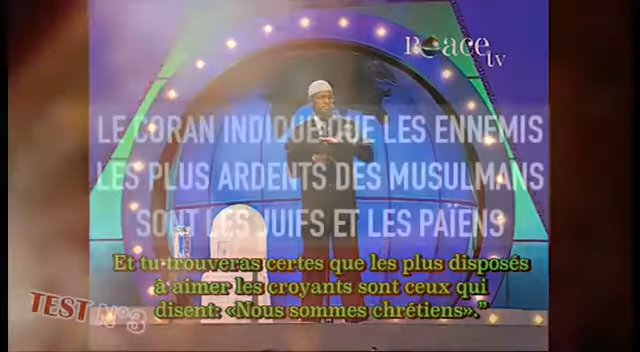 Peace
tv
LE CORAN INDIQUE QUE LES ENNEMIS
LES PLUS ARDENTS DES MUSULMANS
SONT LES JUIFS ET LES PAÏENS
Et tu trouveras certes que les plus disposés
à aimer les croyants sont ceux qui
disent: «Nous sommes chrétiens».”
TEST N°3